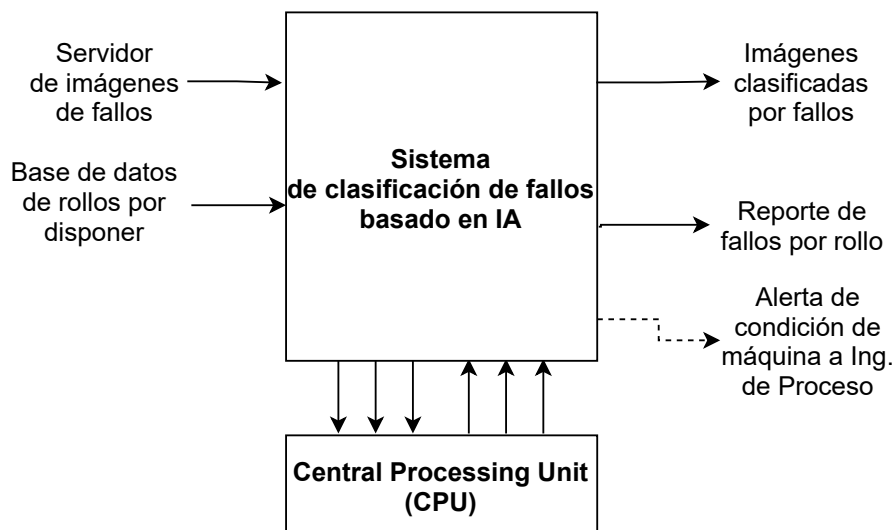 Servidor
de imágenes
de fallos
Base de datos
de rollos por
disponer
Sistema
de clasificación de fallos
basado en IA
Imágenes
clasificadas
por fallos
Reporte de
fallos por rollo
Alerta de
condición de
máquina a Ing.
de Proceso
Central Processing Unit
(CPU)